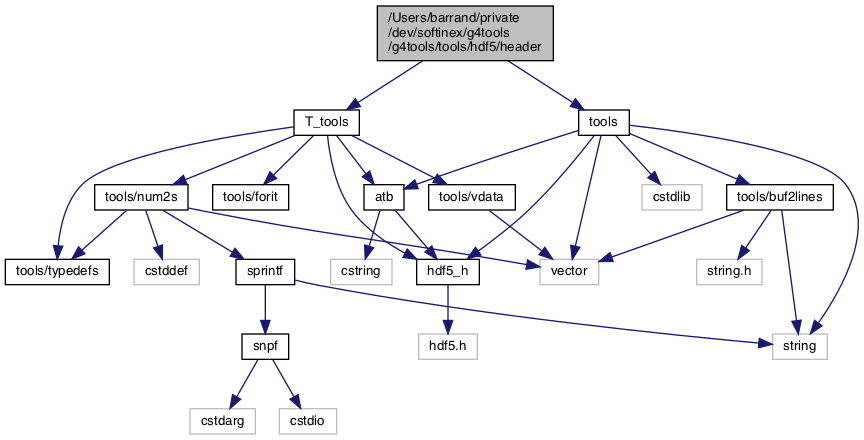 /Users/barrand/private
/dev/softinex/g4tools
/g4tools/tools/hdf5/header
T_tools
tools
tools/num2s
tools/forit
atb
tools/vdata
cstdlib
tools/buf2lines
tools/typedefs
cstddef
sprintf
cstring
hdf5_h
vector
string.h
snpf
hdf5.h
string
cstdarg
cstdio